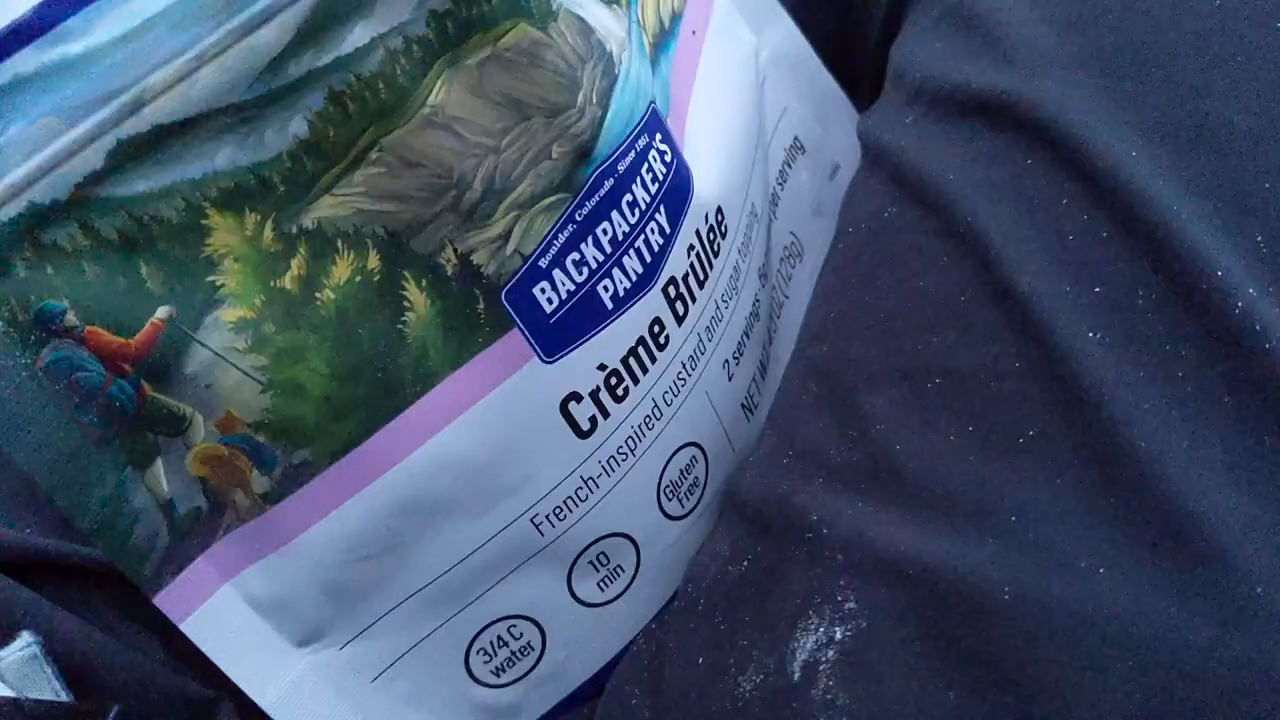 Boulder, Colorado · Since 1951
BACKPACKER'S
PANTRY
Crème Brûlée
French-inspired custard and sugar topping
3/4 C
water
10
min
Gluten
Free
2 servings · per serving
NET WT 4.5 OZ (128g)